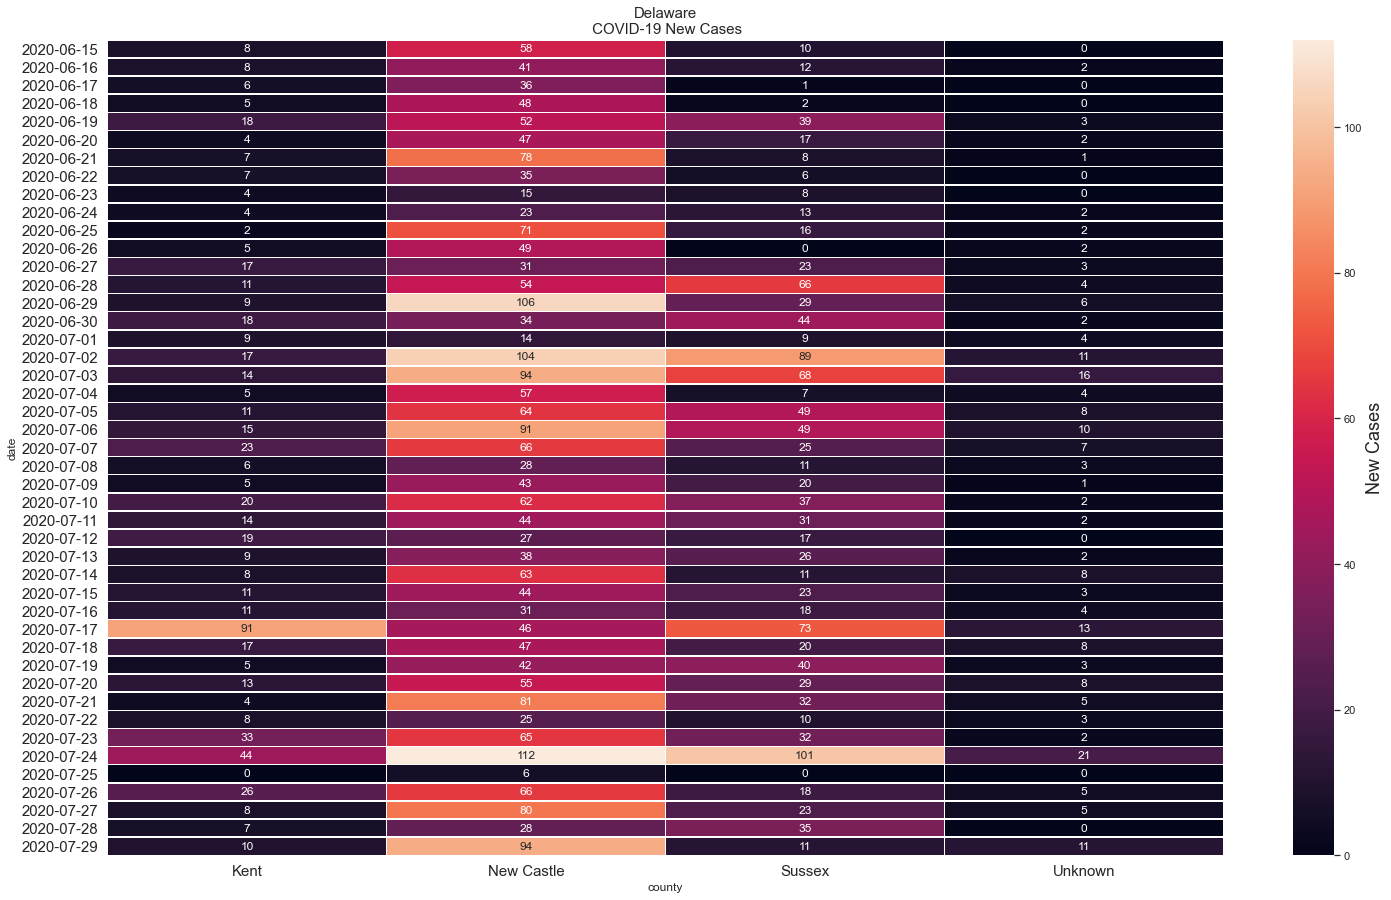 Delaware
COVID-19 New Cases
2020-06-15 8 58 10 0
2020-06-16 8 41 12 2
2020-06-17 6 36 1 0
2020-06-18 5 48 2 0
2020-06-19 18 52 39 3
2020-06-20 4 47 17 2
2020-06-21 7 78 8 1
2020-06-22 7 35 6 0
2020-06-23 4 15 8 0
2020-06-24 4 23 13 2
2020-06-25 2 71 16 2
2020-06-26 5 49 0 2
2020-06-27 17 31 23 3
2020-06-28 11 54 66 4
2020-06-29 9 106 29 6
2020-06-30 18 34 44 2
2020-07-01 9 14 9 4
2020-07-02 17 104 89 11
2020-07-03 14 94 68 16
2020-07-04 5 57 7 4
2020-07-05 11 64 49 8
2020-07-06 15 91 49 10
2020-07-07 23 66 25 7
2020-07-08 6 28 11 3
2020-07-09 5 43 20 1
2020-07-10 20 62 37 2
2020-07-11 14 44 31 2
2020-07-12 19 27 17 0
2020-07-13 9 38 26 2
2020-07-14 8 63 11 8
2020-07-15 11 44 23 3
2020-07-16 11 31 18 4
2020-07-17 91 46 73 13
2020-07-18 17 47 20 8
2020-07-19 5 42 40 3
2020-07-20 13 55 29 8
2020-07-21 4 81 32 5
2020-07-22 8 25 10 3
2020-07-23 33 65 32 2
2020-07-24 44 112 101 21
2020-07-25 0 6 0 0
2020-07-26 26 66 18 5
2020-07-27 8 80 23 5
2020-07-28 7 28 35 0
2020-07-29 10 94 11 11
Kent New Castle Sussex Unknown
county
date
100
80
60
40
20
0
New Cases